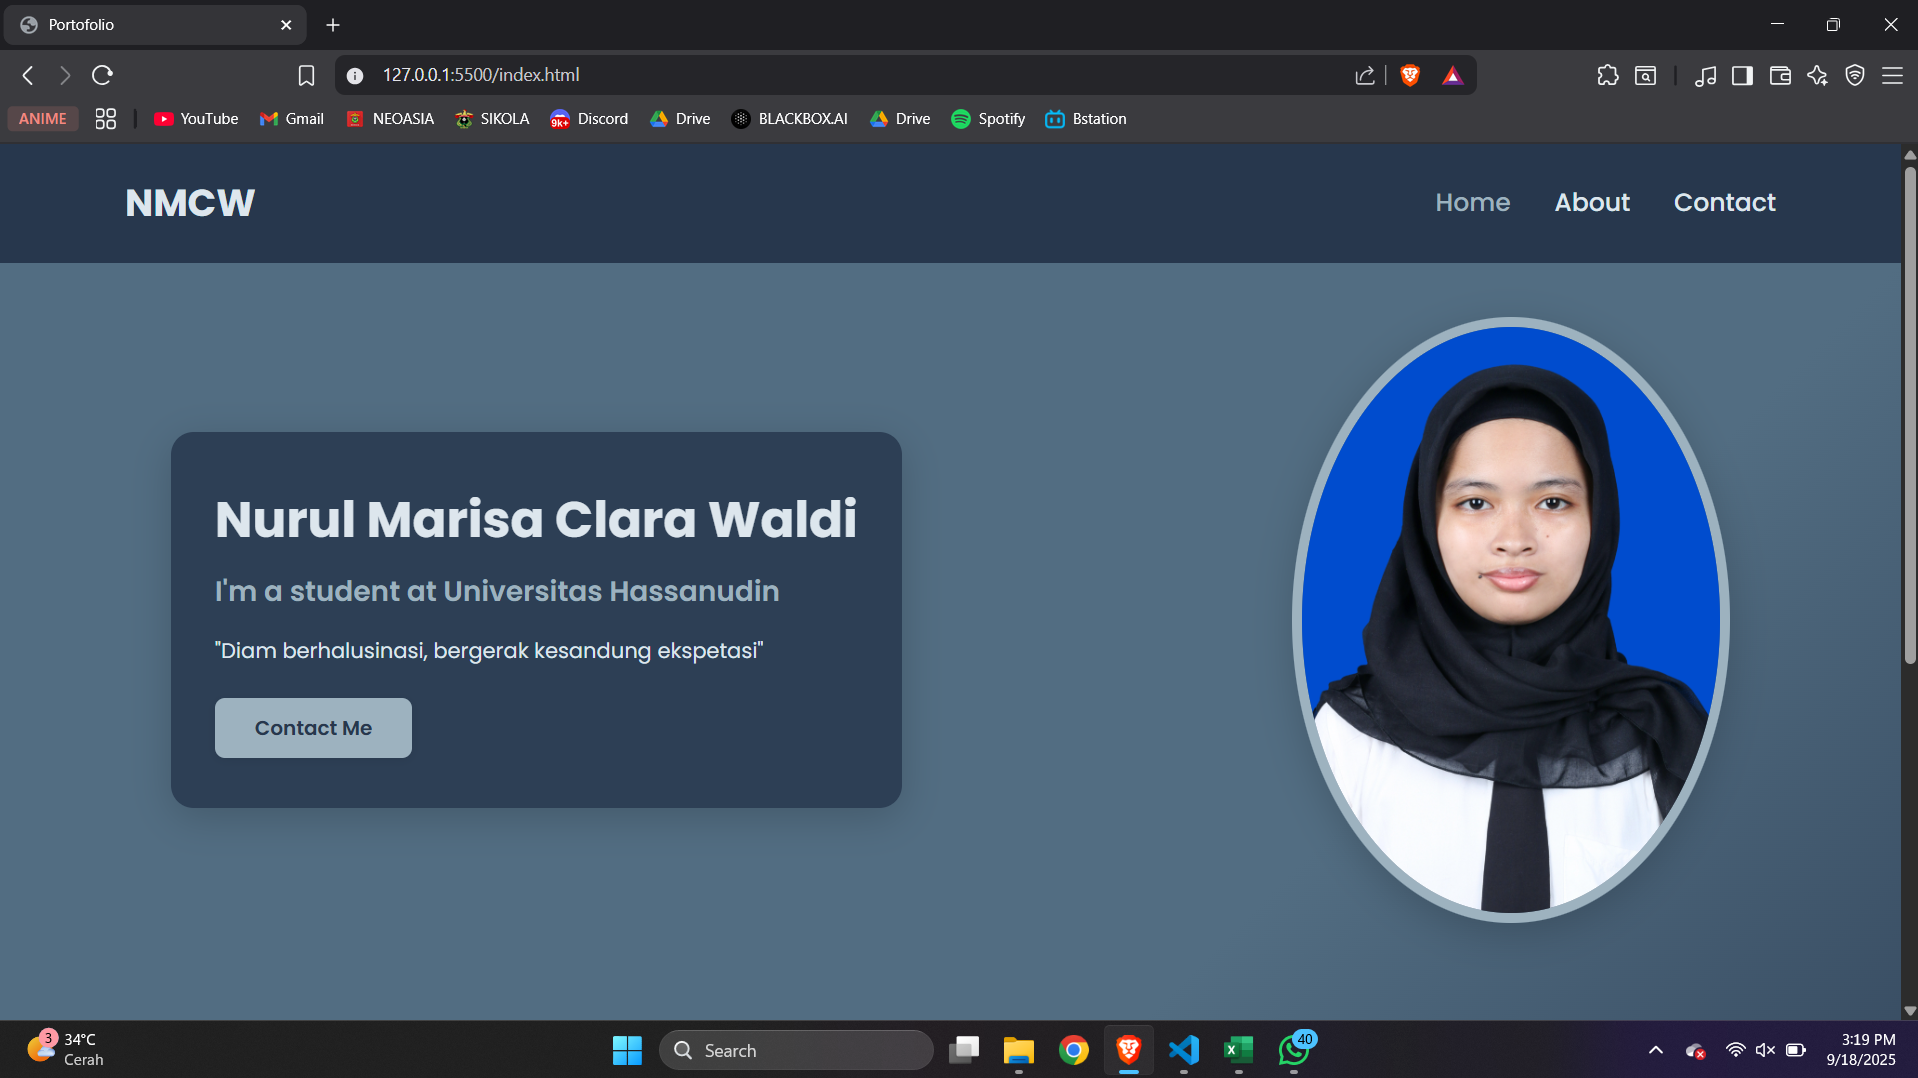 Portofolio
127.0.0.1:5500/index.html
ANIME
YouTube
Gmail
NEOASIA
SIKOLA
9K+
Discord
Drive
BLACKBOX.AI
Drive
Spotify
Bstation
NMCW
Home
About
Contact
Nurul Marisa Clara Waldi
I'm a student at Universitas Hassanudin
"Diam berhalusinasi, bergerak kesandung ekspetasi"
Contact Me
3
34°C
Cerah
Search
40
3:19 PM
9/18/2025